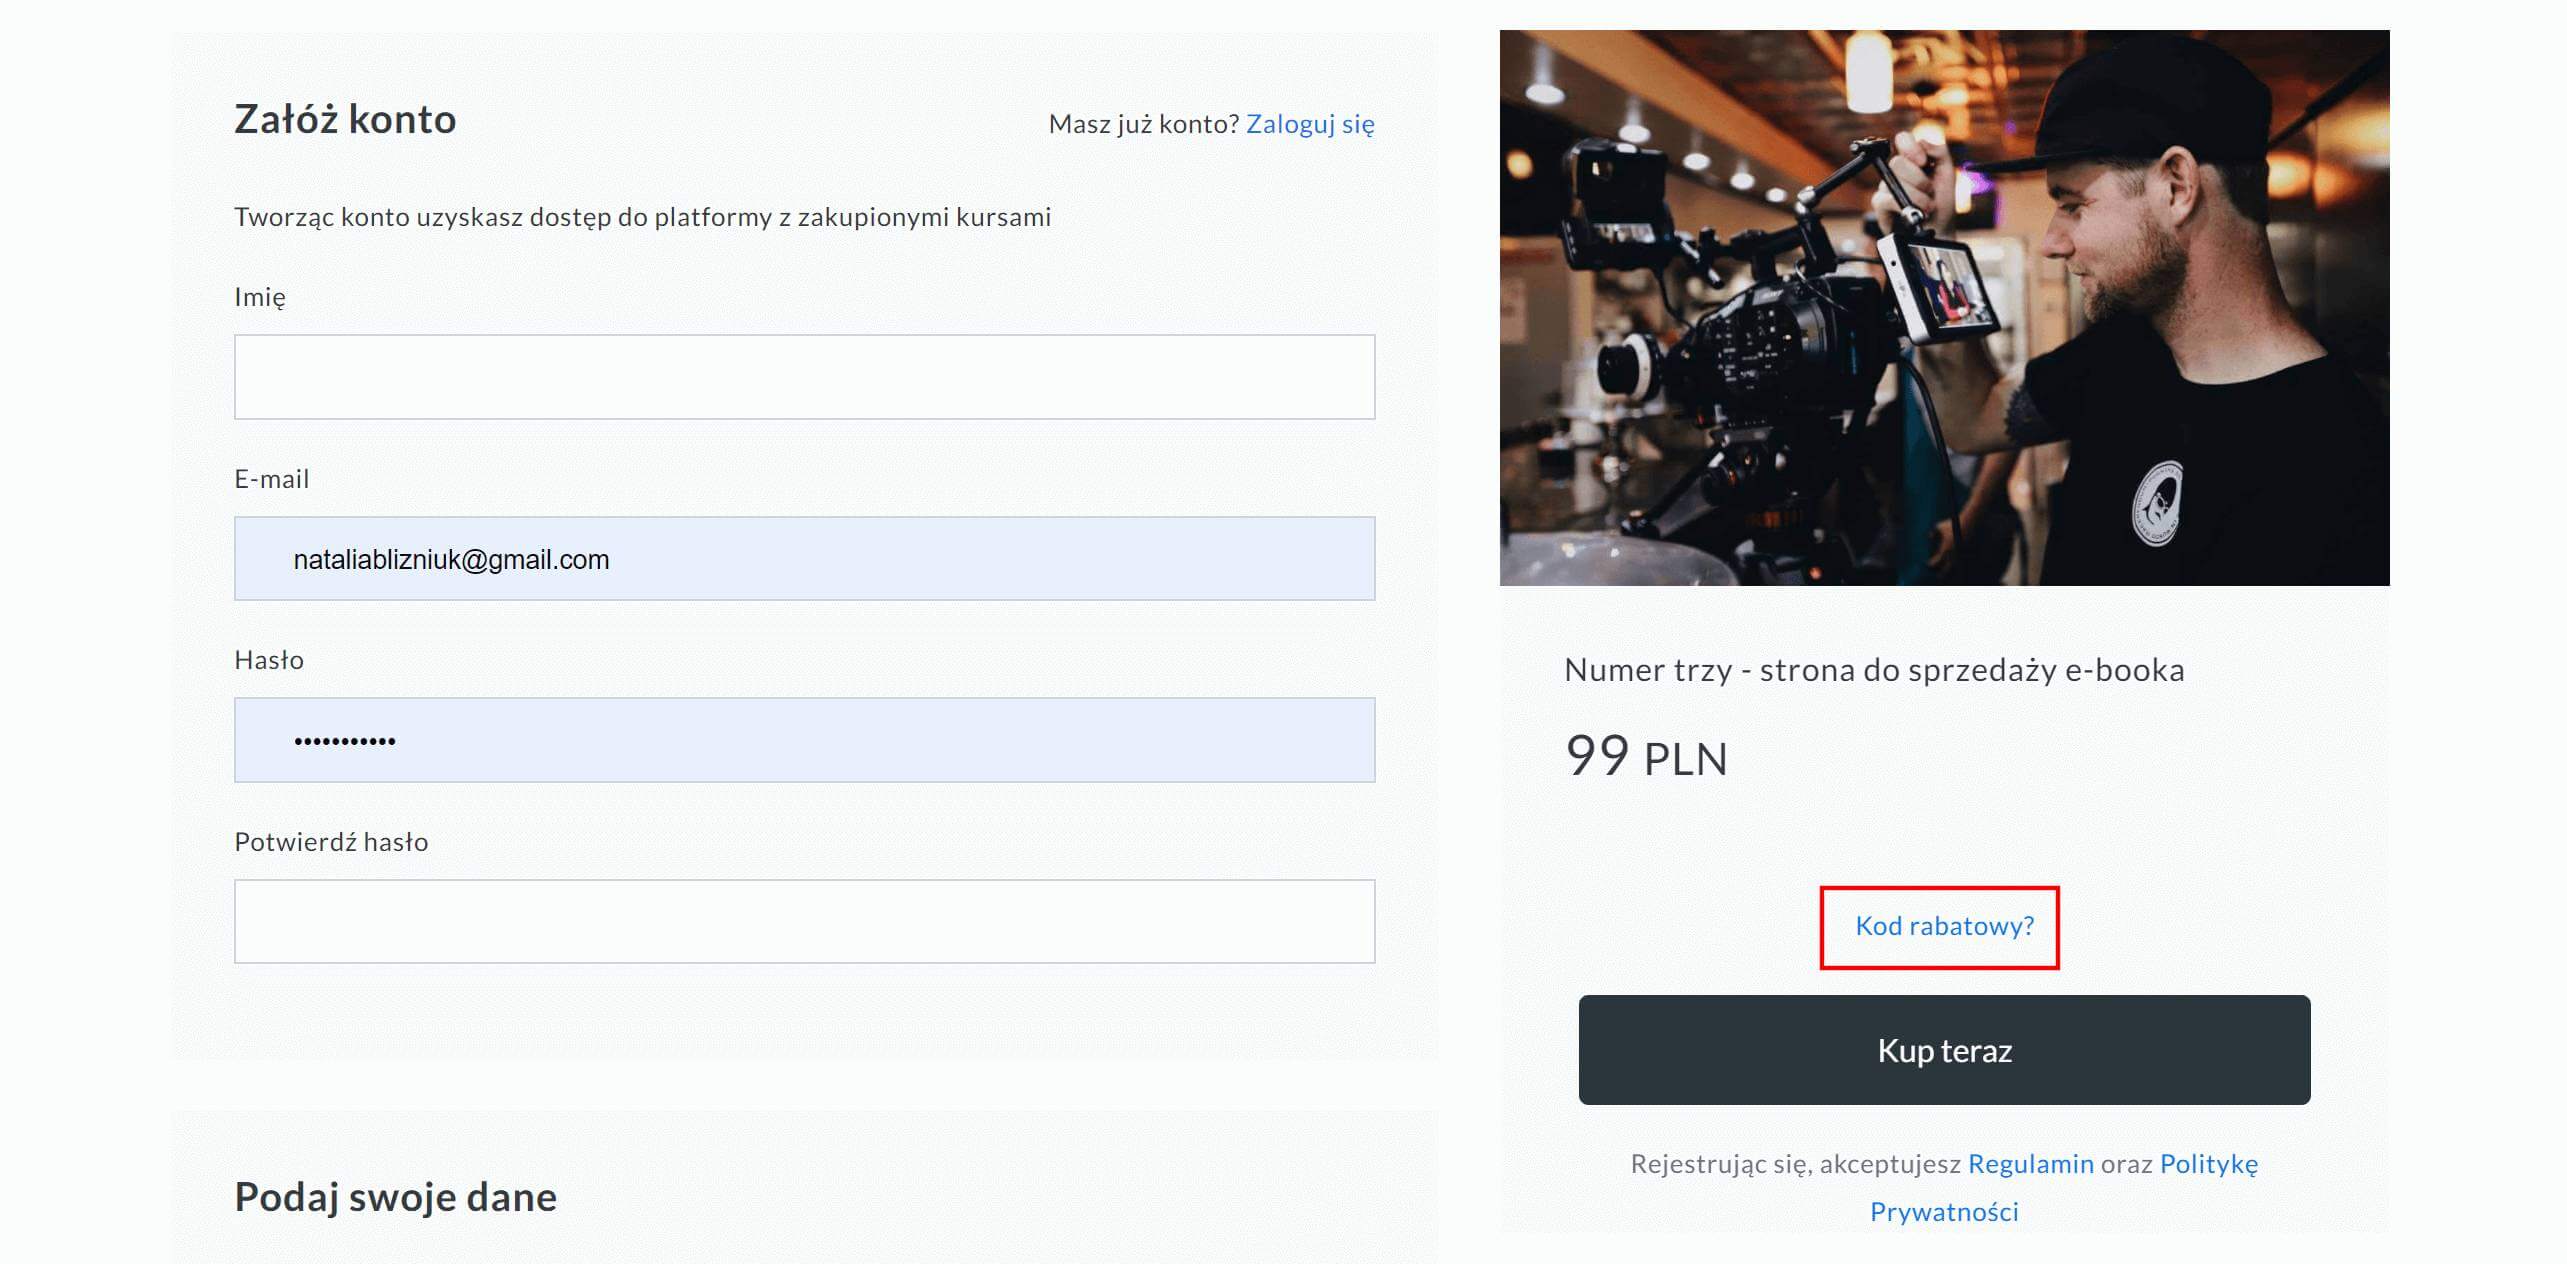 Załóż konto
Masz już konto? Zaloguj się
Tworząc konto uzyskasz dostęp do platformy z zakupionymi kursami
Imię
E-mail
nataliablizniuk@gmail.com
Hasło
•••••••••••
Potwierdź hasło
Podaj swoje dane
Numer trzy - strona do sprzedaży e-booka
99 PLN
Kod rabatowy?
Kup teraz
Rejestrując się, akceptujesz Regulamin oraz Politykę
Prywatności